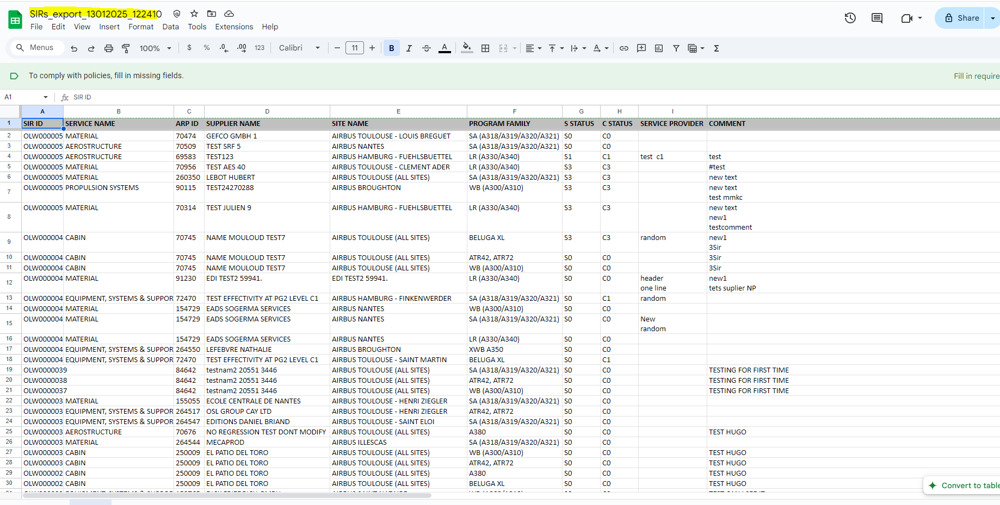 SIRs_export_13012025_122410
File Edit View Insert Format Data Tools Extensions Help
Share
Menus 100% $ % .0 .00 123 Calibri 11 B I A
To comply with policies, fill in missing fields. Fill in require
A1 fx SIR ID
A B C D E F G H I
1 SIR ID SERVICE NAME ARP ID SUPPLIER NAME SITE NAME PROGRAM FAMILY S STATUS C STATUS SERVICE PROVIDER COMMENT
2 OLW000005 MATERIAL 70474 GEFCO GMBH 1 AIRBUS TOULOUSE - LOUIS BREGUET SA (A318/A319/A320/A321) S0 C0
3 OLW000005 AEROSTRUCTURE 70509 TEST SRF 5 AIRBUS NANTES SA (A318/A319/A320/A321) S0 C0
4 OLW000005 AEROSTRUCTURE 69583 TEST123 AIRBUS HAMBURG - FUEHLSBUETTEL LR (A330/A340) S1 C1 test c1 test
5 OLW000005 MATERIAL 70956 TEST AES 40 AIRBUS TOULOUSE - CLEMENT ADER LR (A330/A340) S3 C3 #test
6 OLW000005 MATERIAL 260350 LEBOT HUBERT AIRBUS TOULOUSE (ALL SITES) SA (A318/A319/A320/A321) S3 C3 new text
7 OLW000005 PROPULSION SYSTEMS 90115 TEST24270288 AIRBUS BROUGHTON WB (A300/A310) S3 C3 new text
test mmkc
8 OLW000005 MATERIAL 70314 TEST JULIEN 9 AIRBUS HAMBURG - FUEHLSBUETTEL LR (A330/A340) S3 C3 new text
new1
testcomment
9 OLW000004 CABIN 70745 NAME MOULOUD TEST7 AIRBUS TOULOUSE (ALL SITES) BELUGA XL S3 C3 random new1
3Sir
10 OLW000004 CABIN 70745 NAME MOULOUD TEST7 AIRBUS TOULOUSE (ALL SITES) ATR42, ATR72 S0 C0 3Sir
11 OLW000004 CABIN 70745 NAME MOULOUD TEST7 AIRBUS TOULOUSE (ALL SITES) WB (A300/A310) S0 C0 3Sir
12 OLW000004 MATERIAL 91230 EDI TEST2 59941. EDI TEST2 59941. LR (A330/A340) S0 C0 header new1
one line tets suplier NP
13 OLW000004 EQUIPMENT, SYSTEMS & SUPPOR 72470 TEST EFFECTIVITY AT PG2 LEVEL C1 AIRBUS HAMBURG - FINKENWERDER SA (A318/A319/A320/A321) S0 C1 random
14 OLW000004 MATERIAL 154729 EADS SOGERMA SERVICES AIRBUS NANTES WB (A300/A310) S0 C0
15 OLW000004 MATERIAL 154729 EADS SOGERMA SERVICES AIRBUS NANTES SA (A318/A319/A320/A321) S0 C0 New
random
16 OLW000004 MATERIAL 154729 EADS SOGERMA SERVICES AIRBUS NANTES LR (A330/A340) S0 C0
17 OLW000004 EQUIPMENT, SYSTEMS & SUPPOR 264550 LEFEBVRE NATHALIE AIRBUS BROUGHTON XWB A350 S0 C0
18 OLW000004 EQUIPMENT, SYSTEMS & SUPPOR 72470 TEST EFFECTIVITY AT PG2 LEVEL C1 AIRBUS TOULOUSE - SAINT MARTIN BELUGA XL S0 C1
19 OLW0000039 84642 testnam2 20551 3446 AIRBUS TOULOUSE (ALL SITES) SA (A318/A319/A320/A321) S0 C0 TESTING FOR FIRST TIME
20 OLW0000038 84642 testnam2 20551 3446 AIRBUS TOULOUSE (ALL SITES) ATR42, ATR72 S0 C0 TESTING FOR FIRST TIME
21 OLW0000037 84642 testnam2 20551 3446 AIRBUS TOULOUSE (ALL SITES) WB (A300/A310) S0 C0 TESTING FOR FIRST TIME
22 OLW000003 MATERIAL 155055 ECOLE CENTRALE DE NANTES AIRBUS TOULOUSE - HENRI ZIEGLER SA (A318/A319/A320/A321) S0 C0
23 OLW000003 EQUIPMENT, SYSTEMS & SUPPOR 264517 OSL GROUP CAY LTD AIRBUS TOULOUSE - HENRI ZIEGLER ATR42, ATR72 S0 C0
24 OLW000003 EQUIPMENT, SYSTEMS & SUPPOR 264547 EDITIONS DANIEL BRIAND AIRBUS TOULOUSE - SAINT ELOI SA (A318/A319/A320/A321) S0 C0
25 OLW000003 AEROSTRUCTURE 70676 NO REGRESSION TEST DONT MODIFY AIRBUS TOULOUSE (ALL SITES) A380 S0 C0 TEST HUGO
26 OLW000003 MATERIAL 264544 MECAPROD AIRBUS ILLESCAS SA (A318/A319/A320/A321) S0 C0
27 OLW000003 CABIN 250009 EL PATIO DEL TORO AIRBUS TOULOUSE (ALL SITES) WB (A300/A310) S0 C0 TEST HUGO
28 OLW000003 CABIN 250009 EL PATIO DEL TORO AIRBUS TOULOUSE (ALL SITES) ATR42, ATR72 S0 C0 TEST HUGO
29 OLW000002 CABIN 250009 EL PATIO DEL TORO AIRBUS TOULOUSE (ALL SITES) A380 S0 C0 TEST HUGO
30 OLW000002 CABIN 250009 EL PATIO DEL TORO AIRBUS TOULOUSE (ALL SITES) BELUGA XL S0 C0 TEST HUGO
Convert to table